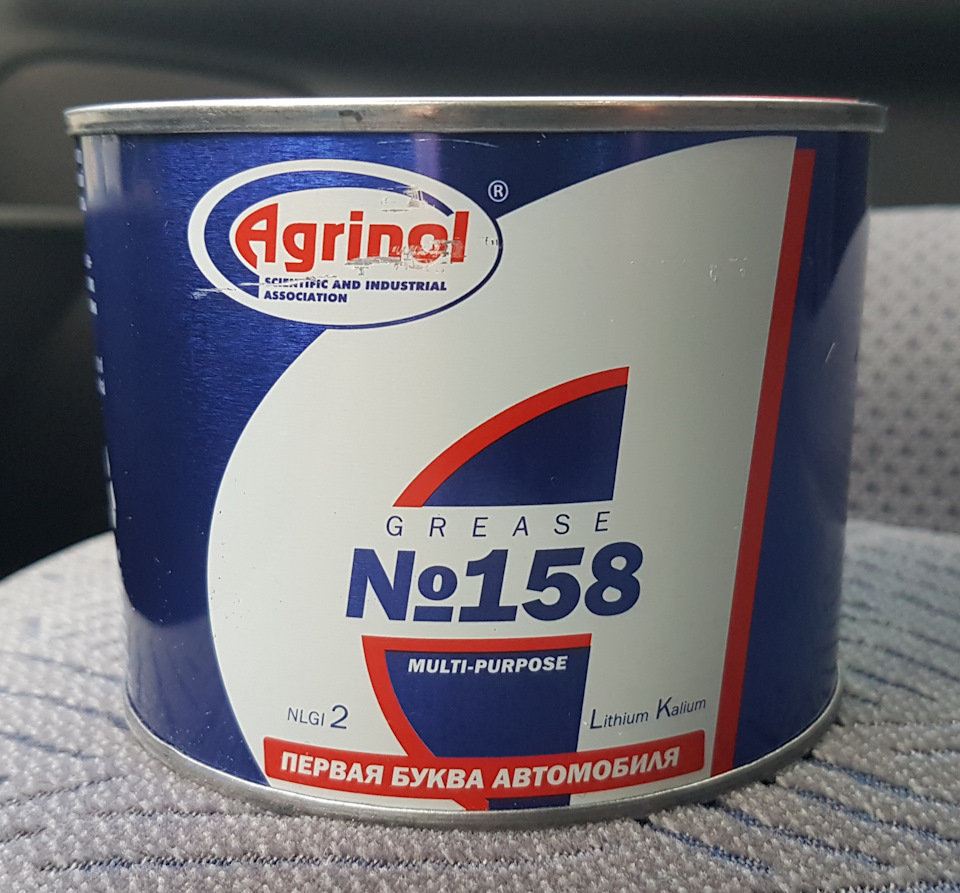 Agrinol ®
SCIENTIFIC AND INDUSTRIAL
ASSOCIATION
GREASE
№158
MULTI-PURPOSE
NLGI 2
Lithium Kalium
ПЕРВАЯ БУКВА АВТОМОБИЛЯ